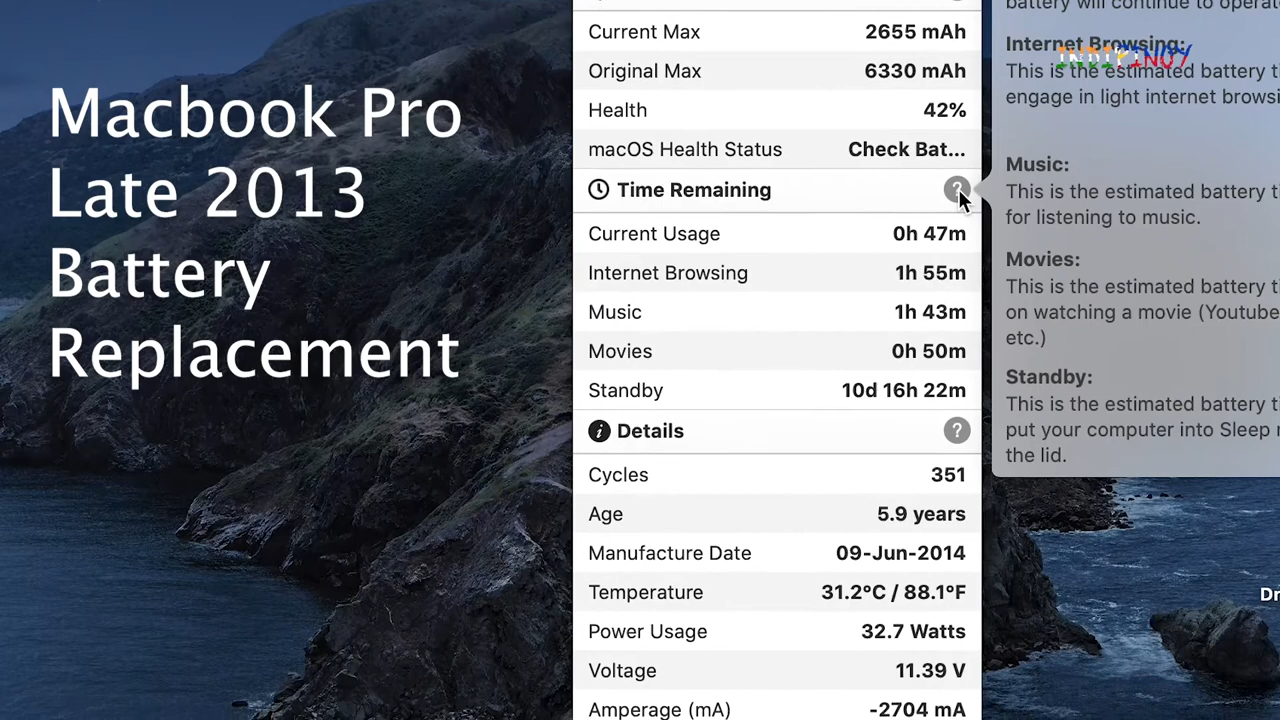 Macbook Pro
Late 2013
Battery
Replacement
Current Max 2655 mAh
Original Max 6330 mAh
Health 42%
macOS Health Status Check Bat...
Time Remaining ?
Current Usage 0h 47m
Internet Browsing 1h 55m
Music 1h 43m
Movies 0h 50m
Standby 10d 16h 22m
Details ?
Cycles 351
Age 5.9 years
Manufacture Date 09-Jun-2014
Temperature 31.2°C / 88.1°F
Power Usage 32.7 Watts
Voltage 11.39 V
Amperage (mA) -2704 mA
battery will continue to operat
Internet Browsing:
INDIPINOY
This is the estimated battery ti
engage in light internet browsi
Music:
This is the estimated battery ti
for listening to music.
Movies:
This is the estimated battery ti
on watching a movie (Youtube
etc.)
Standby:
This is the estimated battery ti
put your computer into Sleep
the lid.
Dr